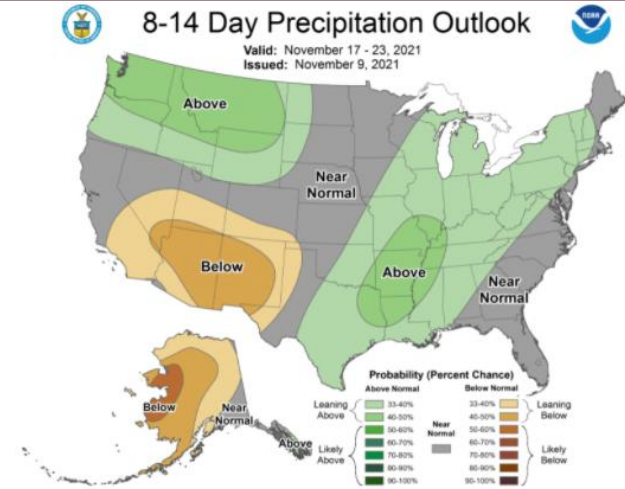 8-14 Day Precipitation Outlook
NOAA
Valid: November 17 - 23, 2021
Issued: November 9, 2021
Above
Near
Normal
Below
Above
Near
Normal
Below
Near
Normal
Above
Probability (Percent Chance)
Above Normal
Below Normal
Leaning
Above
33-40%
40-50%
Likely
Above
50-60%
60-70%
70-80%
80-90%
90-100%
Near
Normal
33-40%
40-50%
Leaning
Below
50-60%
60-70%
70-80%
80-90%
90-100%
Likely
Below